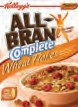 Kellogg's
ALL-BRAN
Complete
Wheat Flakes